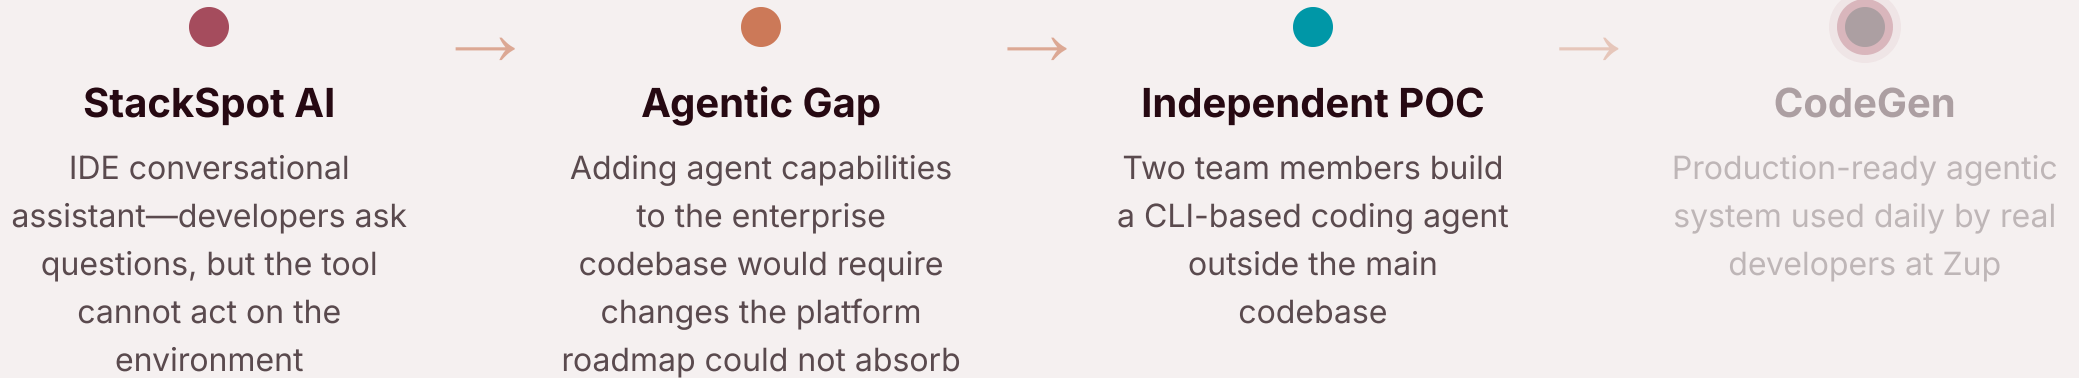 StackSpot AI
IDE conversational
assistant—developers ask
questions, but the tool
cannot act on the
environment
Agentic Gap
Adding agent capabilities
to the enterprise
codebase would require
changes the platform
roadmap could not absorb
Independent POC
Two team members build
a CLI-based coding agent
outside the main
codebase
CodeGen
Production-ready agentic
system used daily by real
developers at Zup